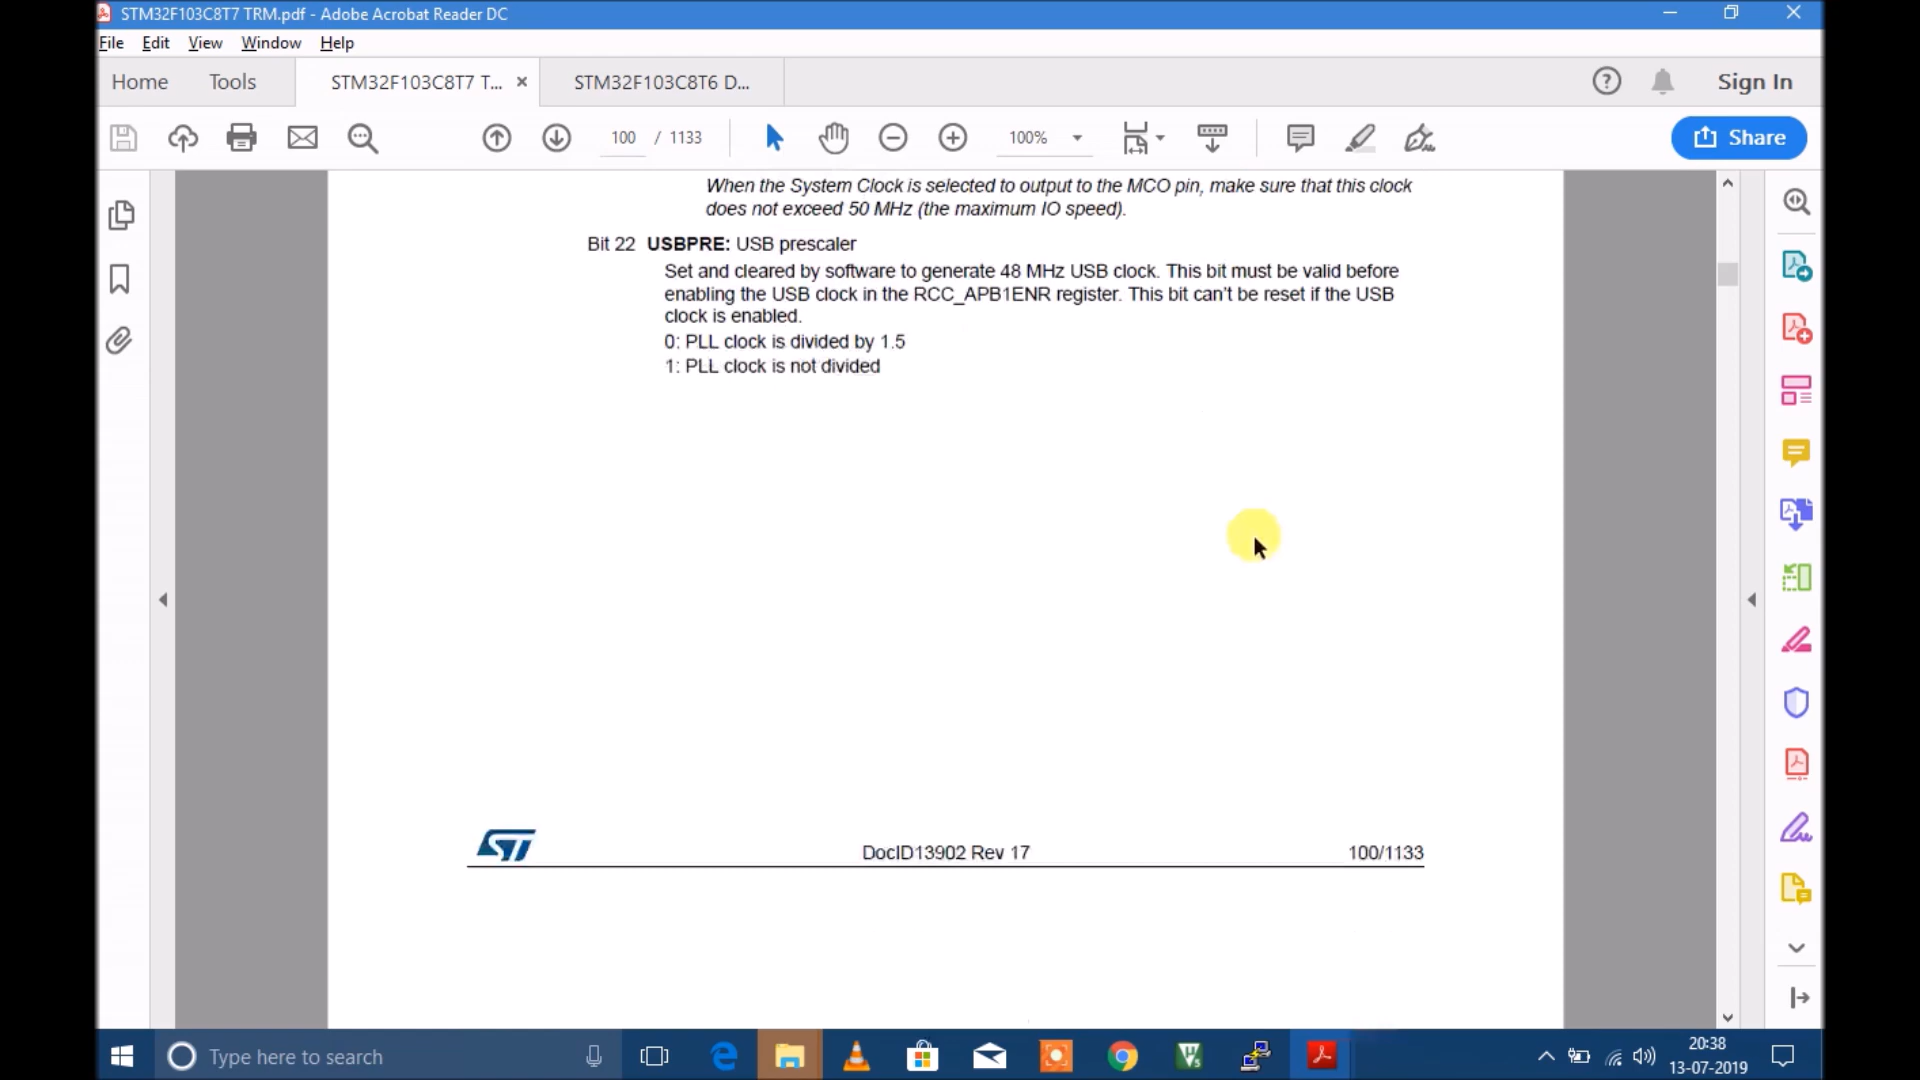 STM32F103C8T7 TRM.pdf - Adobe Acrobat Reader DC
File Edit View Window Help
Home Tools STM32F103C8T7 T... STM32F103C8T6 D... Sign In
100 / 1133 100% Share
When the System Clock is selected to output to the MCO pin, make sure that this clock
does not exceed 50 MHz (the maximum IO speed).
Bit 22 USBPRE: USB prescaler
Set and cleared by software to generate 48 MHz USB clock. This bit must be valid before
enabling the USB clock in the RCC_APB1ENR register. This bit can't be reset if the USB
clock is enabled.
0: PLL clock is divided by 1.5
1: PLL clock is not divided
ST DocID13902 Rev 17 100/1133
Type here to search
20:38
13-07-2019